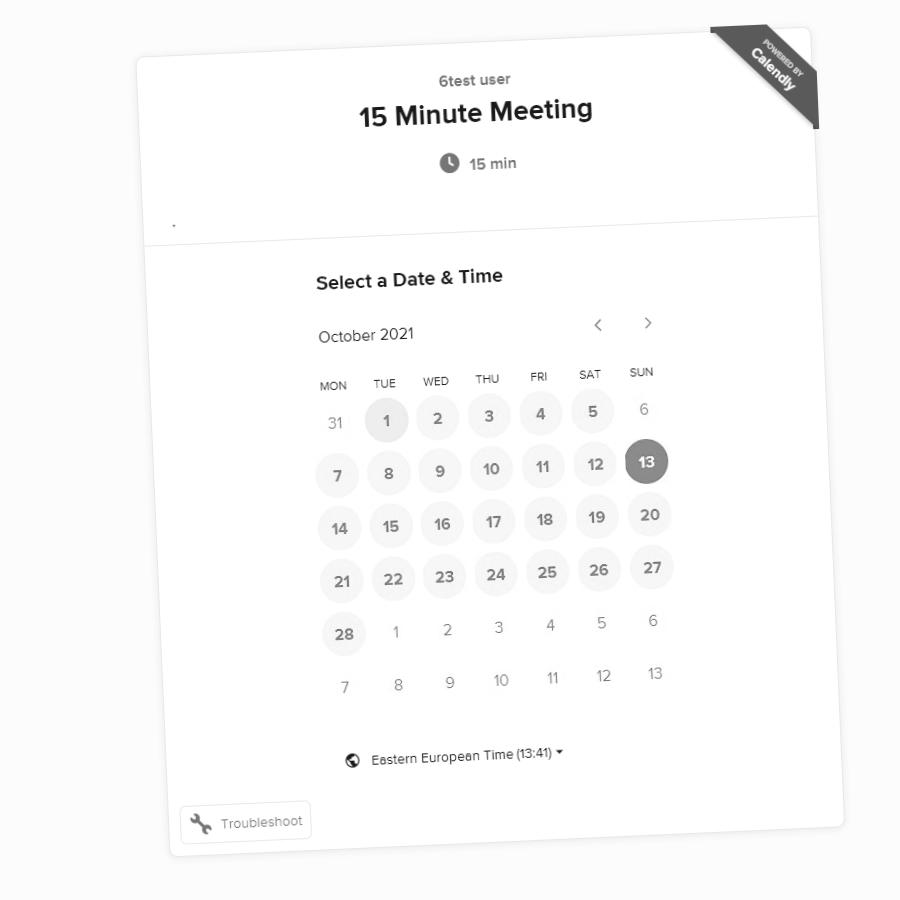 POWERED BY
Calendly
6test user
15 Minute Meeting
15 min
Select a Date & Time
October 2021
MON TUE WED THU FRI SAT SUN
31 1 2 3 4 5 6
7 8 9 10 11 12 13
14 15 16 17 18 19 20
21 22 23 24 25 26 27
28 1 2 3 4 5 6
7 8 9 10 11 12 13
Eastern European Time (13:41)
Troubleshoot